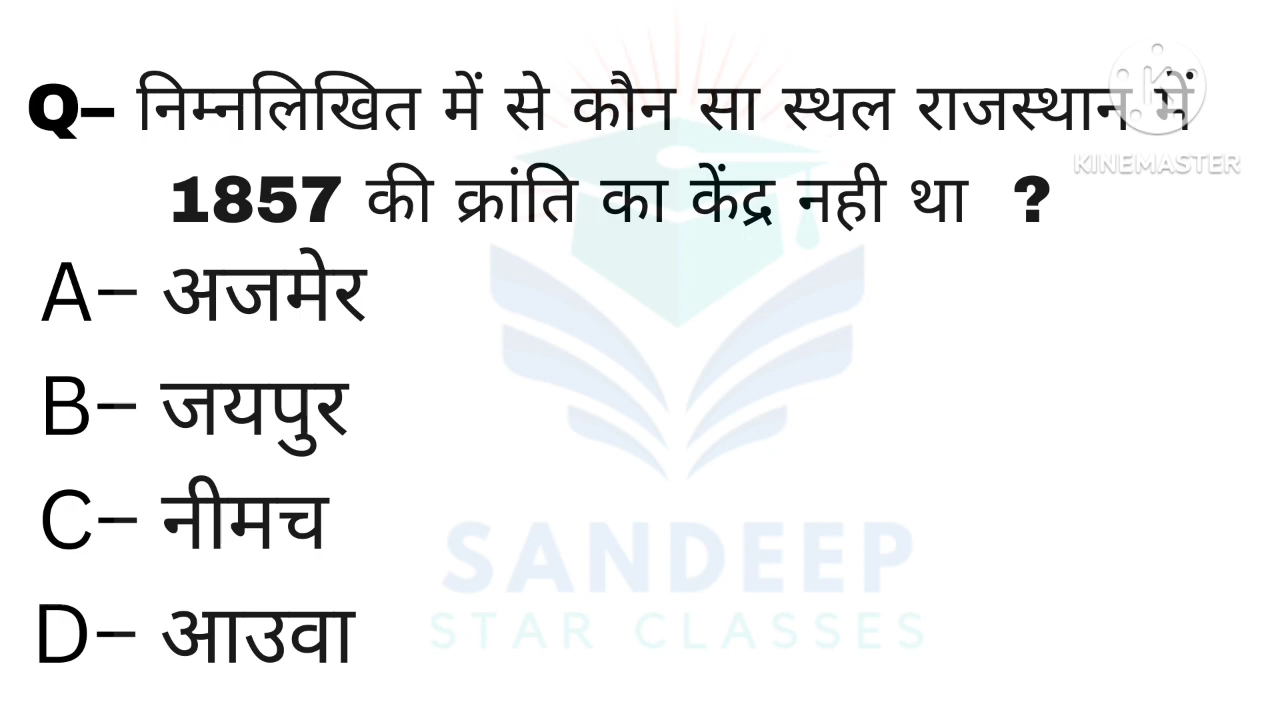 Q– निम्नलिखित में से कौन सा स्थल राजस्थान में
KINEMASTER
1857 की क्रांति का केंद्र नही था ?
A– अजमेर
B– जयपुर
C– नीमच
D– आउवा
SANDEEP
STAR CLASSES